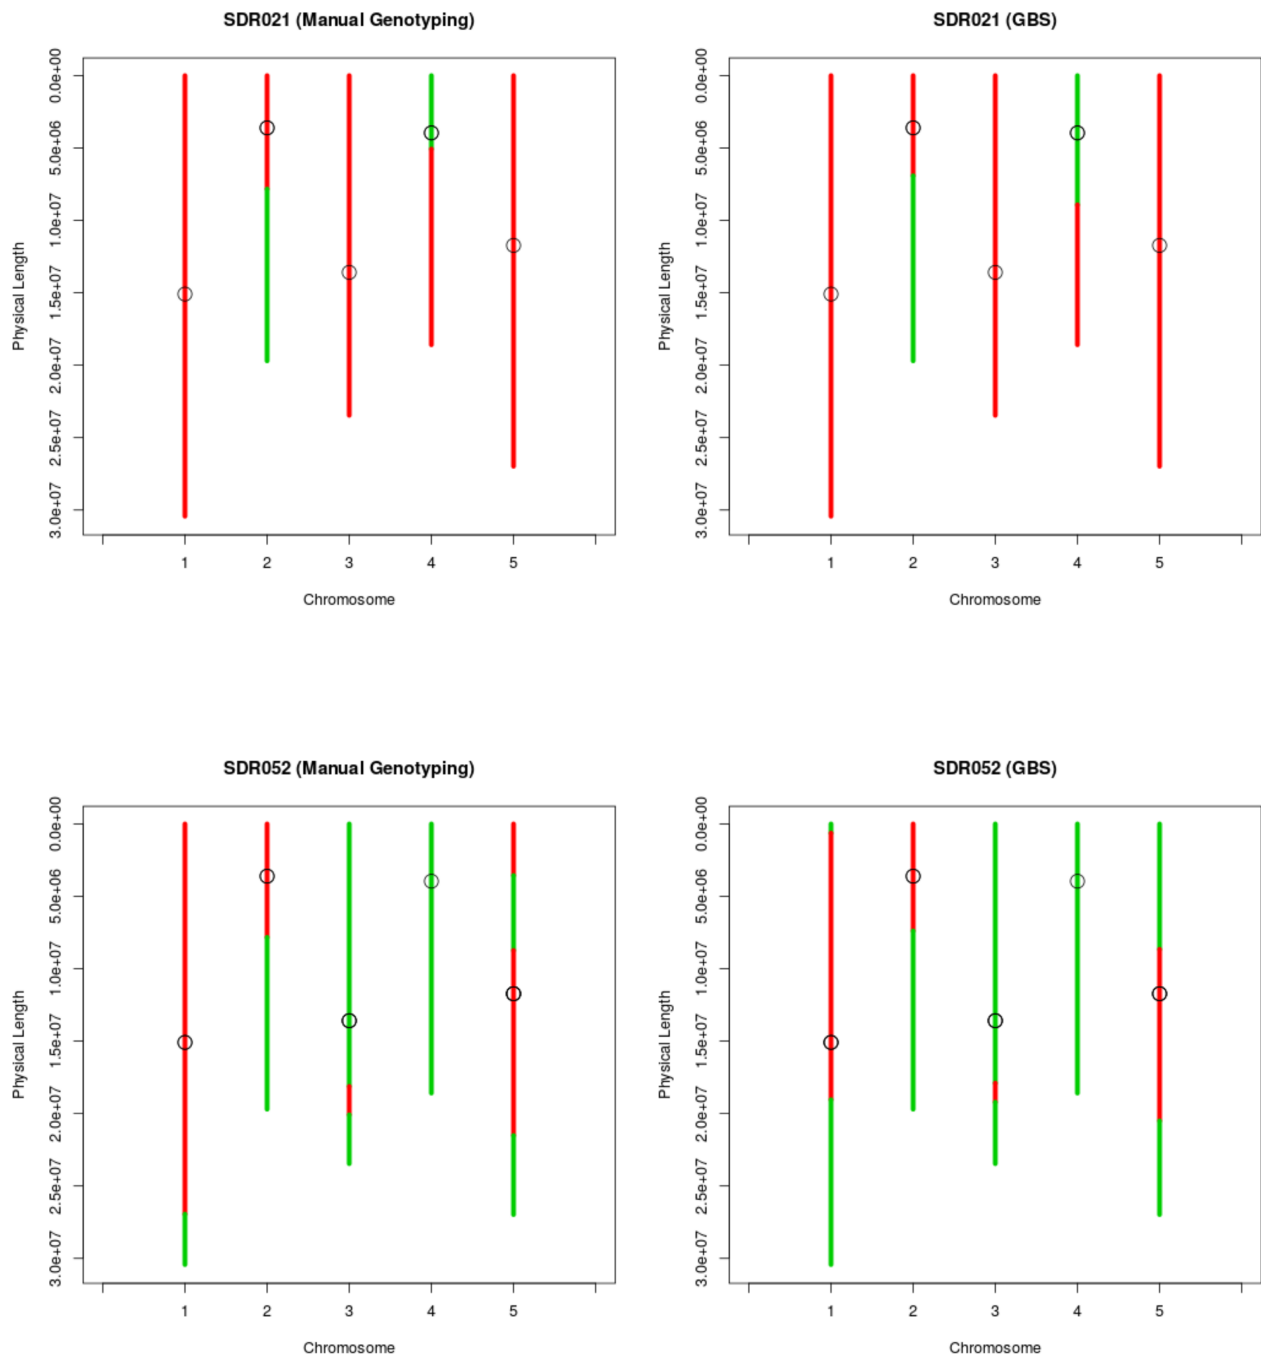 SDR021 (Manual Genotyping)
Physical Length
0.0e+00
5.0e+06
1.0e+07
1.5e+07
2.0e+07
2.5e+07
3.0e+07
1 2 3 4 5
Chromosome
SDR021 (GBS)
Physical Length
0.0e+00
5.0e+06
1.0e+07
1.5e+07
2.0e+07
2.5e+07
3.0e+07
1 2 3 4 5
Chromosome
SDR052 (Manual Genotyping)
Physical Length
0.0e+00
5.0e+06
1.0e+07
1.5e+07
2.0e+07
2.5e+07
3.0e+07
1 2 3 4 5
Chromosome
SDR052 (GBS)
Physical Length
0.0e+00
5.0e+06
1.0e+07
1.5e+07
2.0e+07
2.5e+07
3.0e+07
1 2 3 4 5
Chromosome